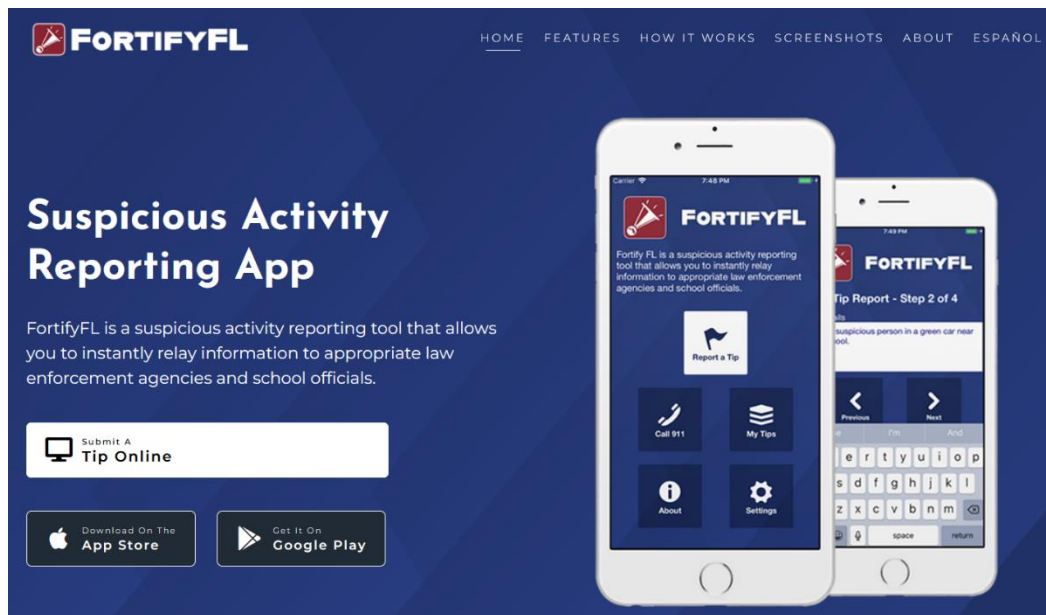 FORTIFYFL
HOME FEATURES HOW IT WORKS SCREENSHOTS ABOUT ESPAÑOL
Suspicious Activity
Reporting App
FortifyFL is a suspicious activity reporting tool that allows
you to instantly relay information to appropriate law
enforcement agencies and school officials.
Submit A
Tip Online
Download On The
App Store
Get It On
Google Play
Carrier 7:48 PM
FORTIFYFL
Fortify FL is a suspicious activity reporting
tool that allows you to instantly relay
information to appropriate law enforcement
agencies and school officials.
Report a Tip
Call 911
My Tips
About
Settings
7:49 PM
FORTIFYFL
Tip Report - Step 2 of 4
suspicious person in a green car near
Previous
Next
I'm And
e r t y u i o p
s d f g h j k l
z x c v b n m
space return